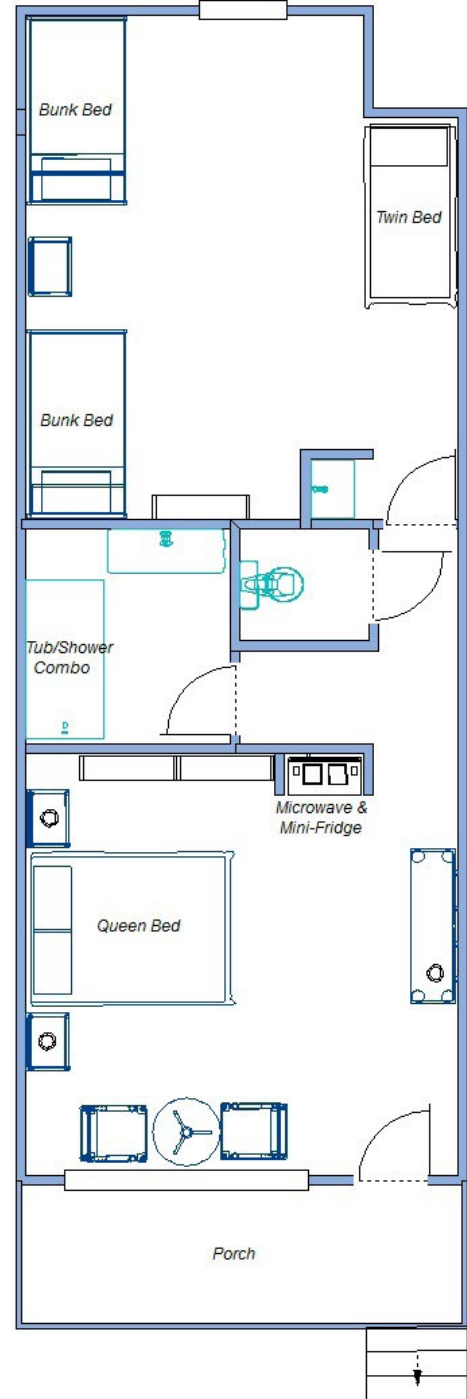 Bunk Bed
Twin Bed
Bunk Bed
Tub/Shower
Combo
Microwave &
Mini-Fridge
Queen Bed
Porch